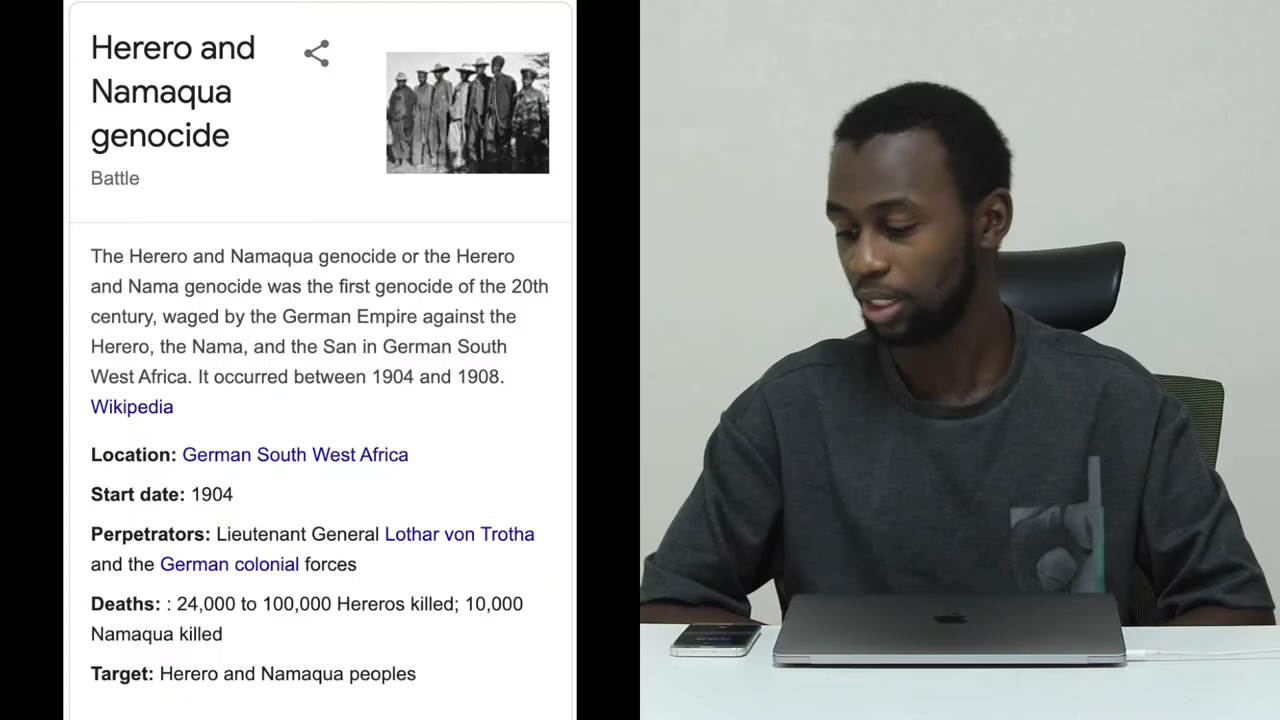 Herero and
Namaqua
genocide
Battle
The Herero and Namaqua genocide or the Herero
and Nama genocide was the first genocide of the 20th
century, waged by the German Empire against the
Herero, the Nama, and the San in German South
West Africa. It occurred between 1904 and 1908.
Wikipedia
Location: German South West Africa
Start date: 1904
Perpetrators: Lieutenant General Lothar von Trotha
and the German colonial forces
Deaths: : 24,000 to 100,000 Hereros killed; 10,000
Namaqua killed
Target: Herero and Namaqua peoples